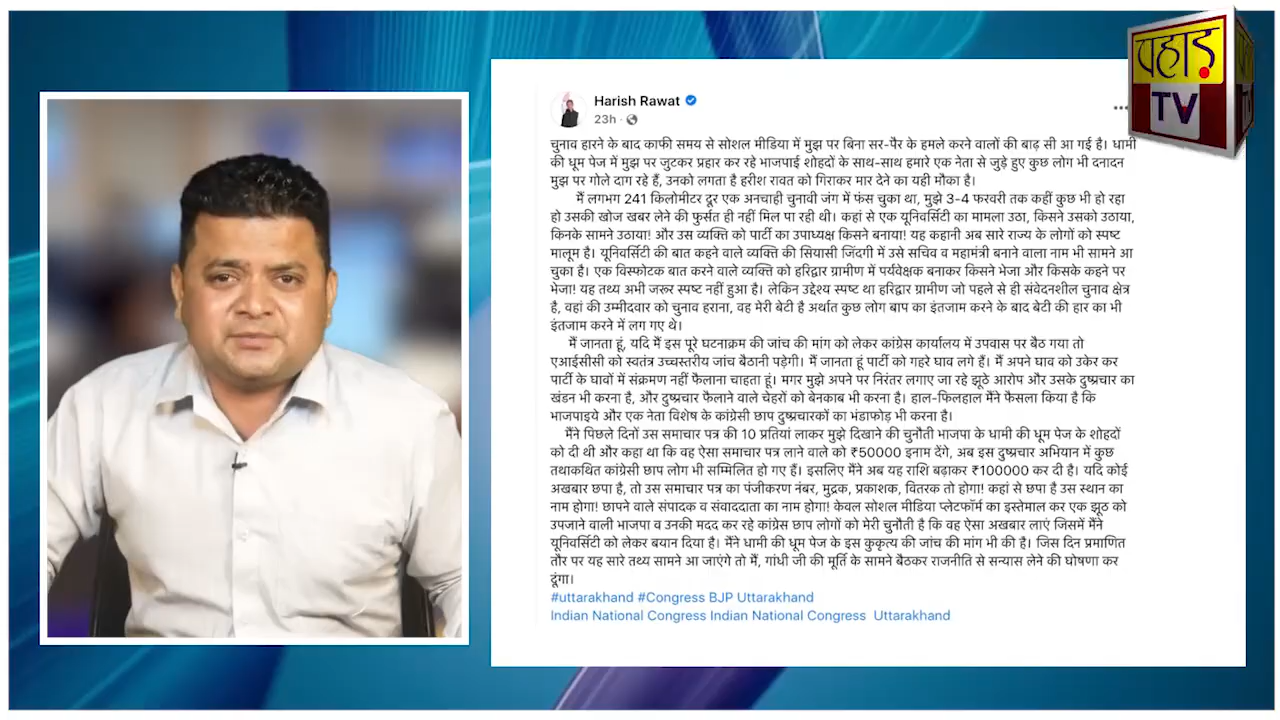 पहाड़
TV
TV
Harish Rawat
23h
चुनाव हारने के बाद काफी समय से सोशल मीडिया में मुझ पर बिना सर-पैर के हमले करने वालों की बाढ़ सी आ गई है। धामी
की धूम पेज में मुझ पर जुटकर प्रहार कर रहे भाजपाई शोहदों के साथ-साथ हमारे एक नेता से जुड़े हुए कुछ लोग भी दनादन
मुझ पर गोले दाग रहे हैं, उनको लगता है हरीश रावत को गिराकर मार देने का यही मौका है।
मैं लगभग 241 किलोमीटर दूर एक अनचाही चुनावी जंग में फंस चुका था, मुझे 3-4 फरवरी तक कहीं कुछ भी हो रहा
हो उसकी खोज खबर लेने की फुर्सत ही नहीं मिल पा रही थी। कहां से एक यूनिवर्सिटी का मामला उठा, किसने उसको उठाया,
किनके सामने उठाया! और उस व्यक्ति को पार्टी का उपाध्यक्ष किसने बनाया! यह कहानी अब सारे राज्य के लोगों को स्पष्ट
मालूम है। यूनिवर्सिटी की बात कहने वाले व्यक्ति की सियासी जिंदगी में उसे सचिव व महामंत्री बनाने वाला नाम भी सामने आ
चुका है। एक विस्फोटक बात करने वाले व्यक्ति को हरिद्वार ग्रामीण में पर्यवेक्षक बनाकर किसने भेजा और किसके कहने पर
भेजा! यह तथ्य अभी जरूर स्पष्ट नहीं हुआ है। लेकिन उद्देश्य स्पष्ट था हरिद्वार ग्रामीण जो पहले से ही संवेदनशील चुनाव क्षेत्र
है, वहां की उम्मीदवार को चुनाव हराना, वह मेरी बेटी है अर्थात कुछ लोग बाप का इंतजाम करने के बाद बेटी की हार का भी
इंतजाम करने में लग गए थे।
मैं जानता हूं, यदि मैं इस पूरे घटनाक्रम की जांच की मांग को लेकर कांग्रेस कार्यालय में उपवास पर बैठ गया तो
एआईसीसी को स्वतंत्र उच्चस्तरीय जांच बैठानी पड़ेगी। मैं जानता हूं पार्टी को गहरे घाव लगे हैं। मैं अपने घाव को उकेर कर
पार्टी के घावों में संक्रमण नहीं फैलाना चाहता हूं। मगर मुझे अपने पर निरंतर लगाए जा रहे झूठे आरोप और उसके दुष्प्रचार का
खंडन भी करना है, और दुष्प्रचार फैलाने वाले चेहरों को बेनकाब भी करना है। हाल-फिलहाल मैंने फैसला किया है कि
भाजपाइये और एक नेता विशेष के कांग्रेसी छाप दुष्प्रचारकों का भंडाफोड़ भी करना है।
मैंने पिछले दिनों उस समाचार पत्र की 10 प्रतियां लाकर मुझे दिखाने की चुनौती भाजपा के धामी की धूम पेज के शोहदों
को दी थी और कहा था कि वह ऐसा समाचार पत्र लाने वाले को ₹50000 इनाम देंगे, अब इस दुष्प्रचार अभियान में कुछ
तथाकथित कांग्रेसी छाप लोग भी सम्मिलित हो गए हैं। इसलिए मैंने अब यह राशि बढ़ाकर ₹100000 कर दी है। यदि कोई
अखबार छपा है, तो उस समाचार पत्र का पंजीकरण नंबर, मुद्रक, प्रकाशक, वितरक तो होगा! कहां से छपा है उस स्थान का
नाम होगा! छापने वाले संपादक व संवाददाता का नाम होगा! केवल सोशल मीडिया प्लेटफॉर्म का इस्तेमाल कर एक झूठ को
उपजाने वाली भाजपा व उनकी मदद कर रहे कांग्रेस छाप लोगों को मेरी चुनौती है कि वह ऐसा अखबार लाएं जिसमें मैंने
यूनिवर्सिटी को लेकर बयान दिया है। मैंने धामी की धूम पेज के इस कुकृत्य की जांच की मांग भी की है। जिस दिन प्रमाणित
तौर पर यह सारे तथ्य सामने आ जाएंगे तो मैं, गांधी जी की मूर्ति के सामने बैठकर राजनीति से सन्यास लेने की घोषणा कर
दूंगा।
#uttarakhand #Congress BJP Uttarakhand
Indian National Congress Indian National Congress Uttarakhand